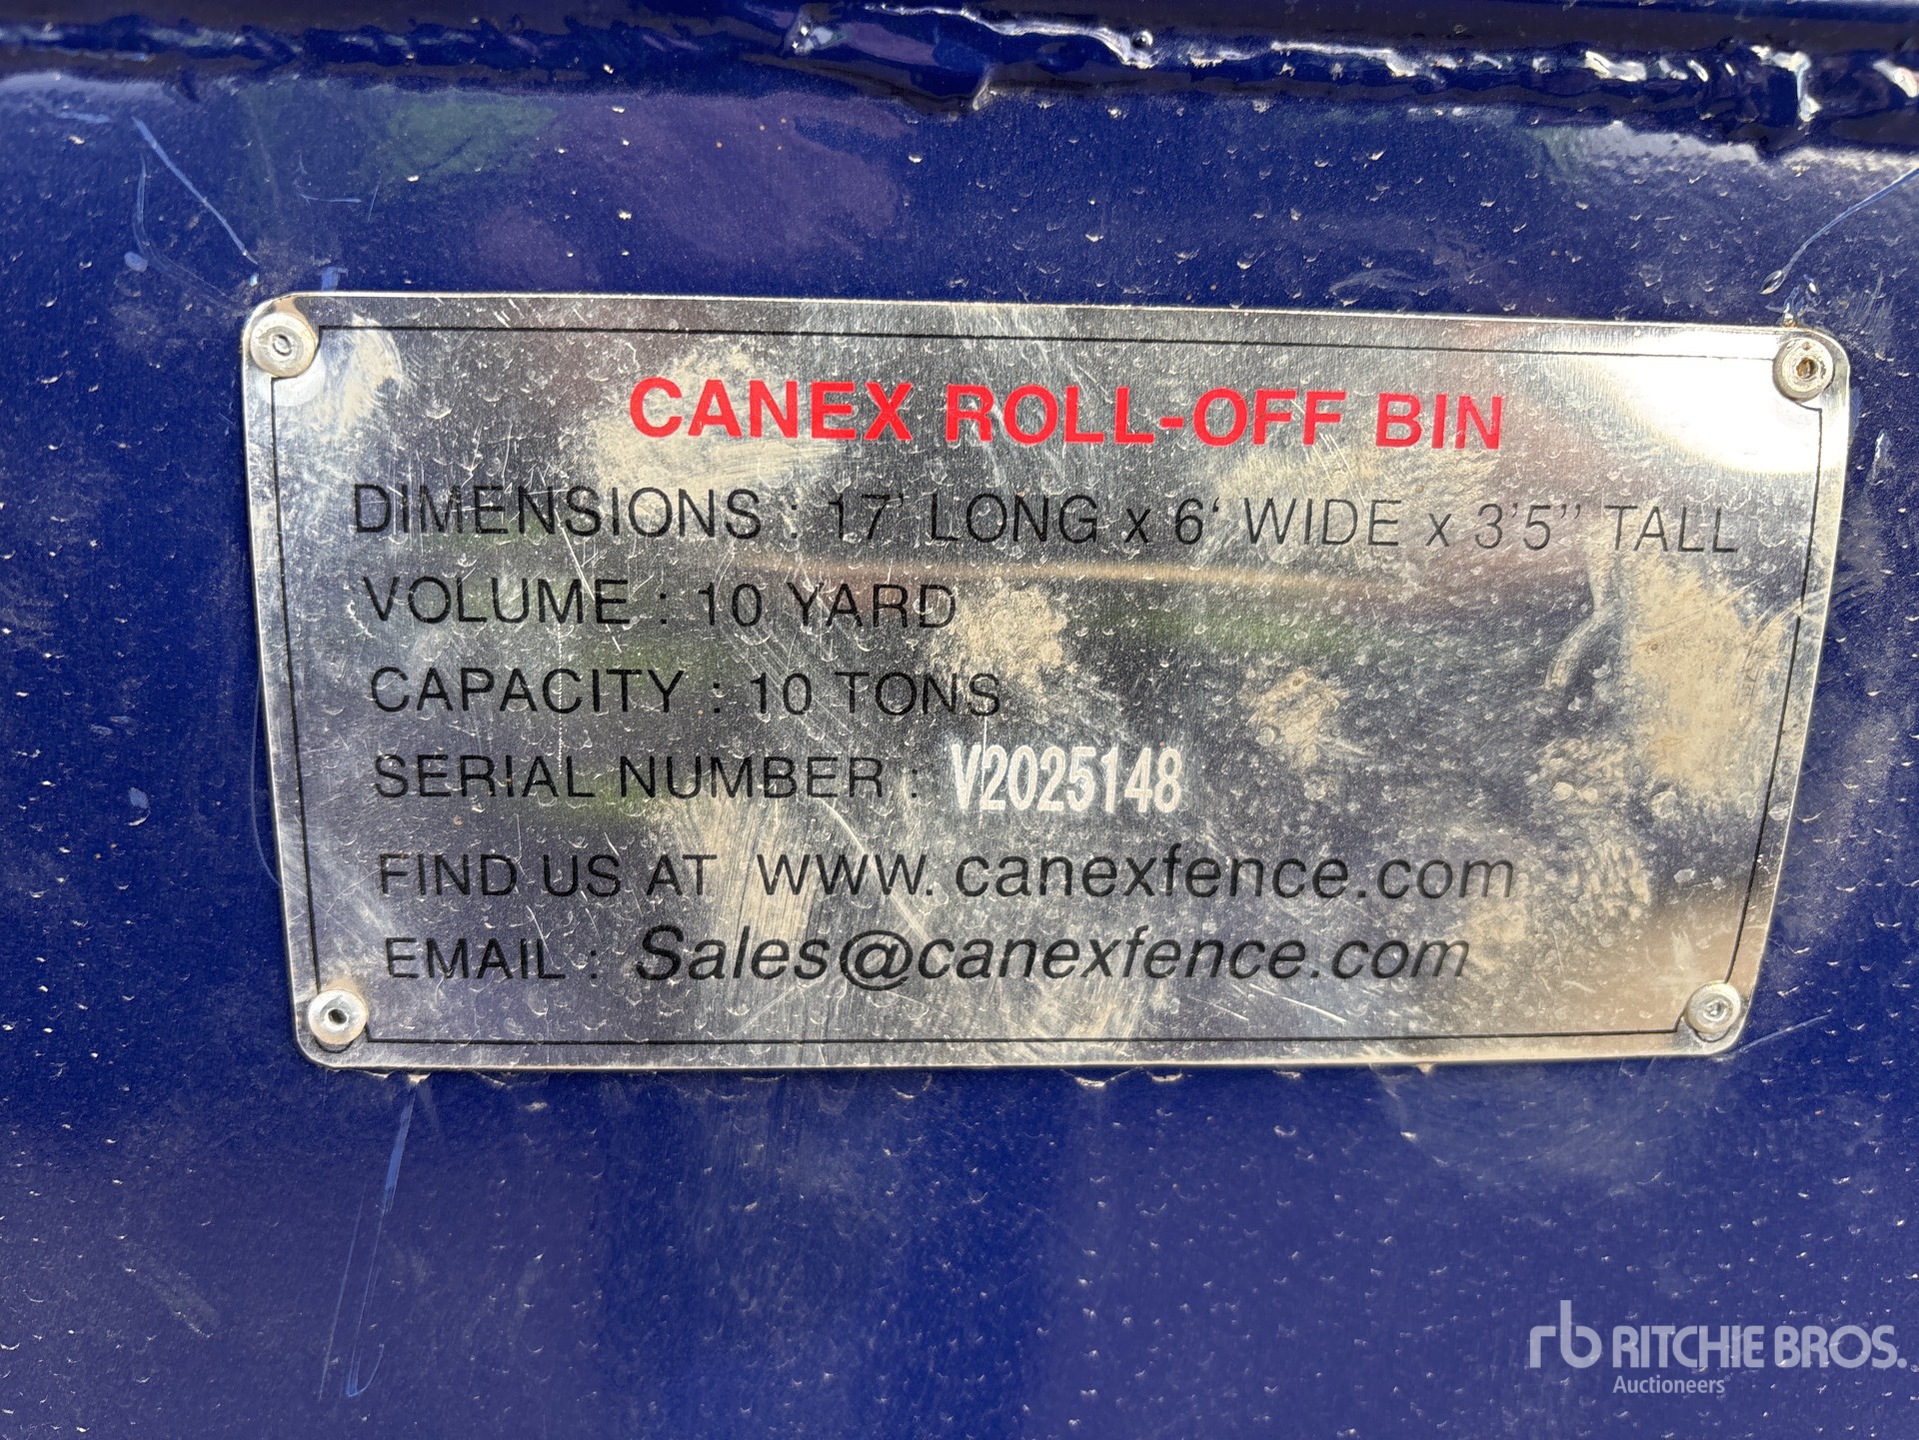 CANEX ROLL-OFF BIN
DIMENSIONS : 17' LONG x 6' WIDE x 3'5" TALL
VOLUME : 10 YARD
CAPACITY : 10 TONS
SERIAL NUMBER : V2025148
FIND US AT www.canexfence.com
EMAIL : Sales@canexfence.com
rb RITCHIE BROS.
Auctioneers